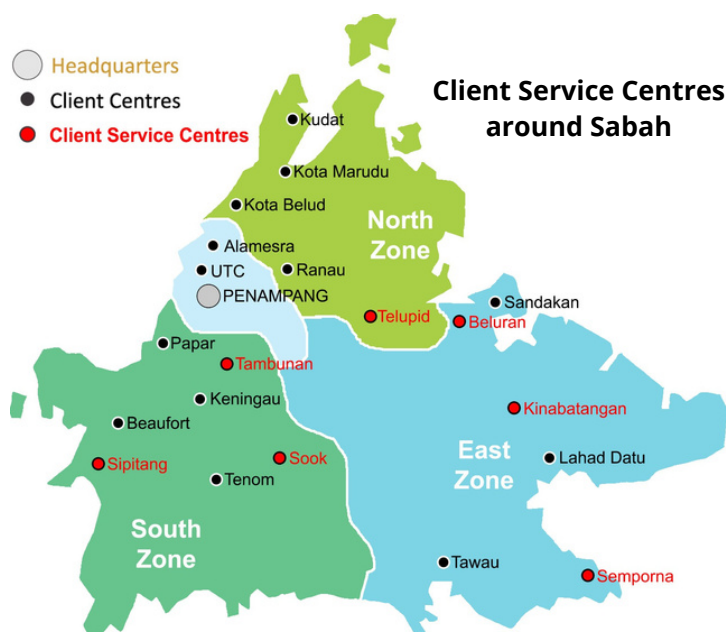 Client Service Centres
around Sabah
Headquarters
Client Centres
Client Service Centres
Kudat
Kota Marudu
Kota Belud
North
Zone
Alamesra
UTC
Ranau
PENAMPANG
Telupid
Sandakan
Beluran
Papar
Tambunan
Keningau
Kinabatangan
Beaufort
Sipitang
Sook
East
Zone
Lahad Datu
Tenom
South
Zone
Tawau
Semporna